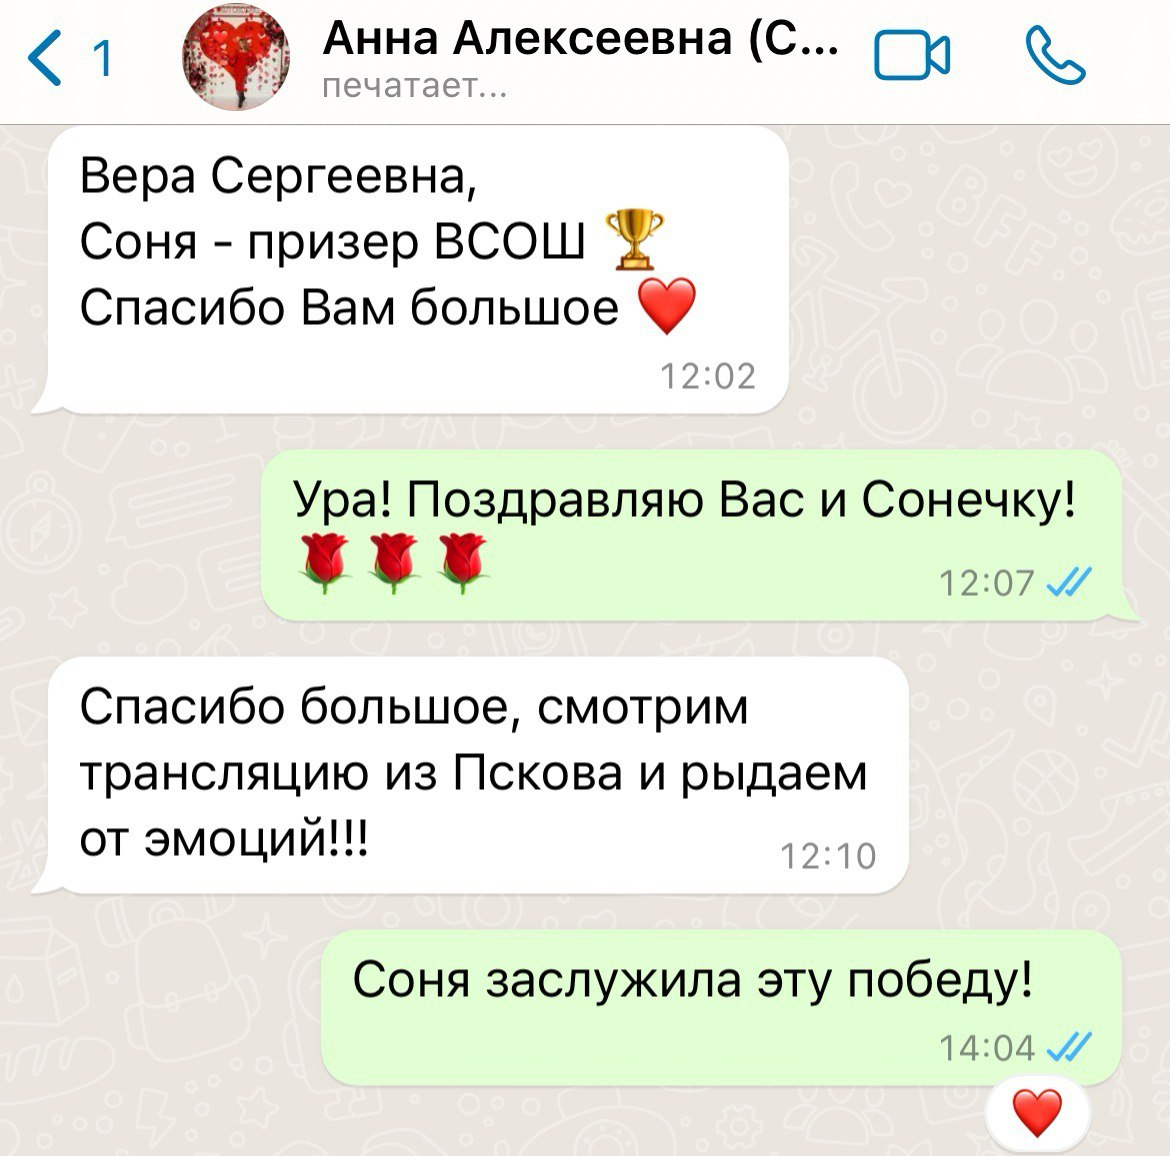 1
Анна Алексеевна (С...
печатает...
Вера Сергеевна,
Соня - призер ВСОШ 🏆
Спасибо Вам большое ❤️
12:02
Ура! Поздравляю Вас и Сонечку!
🌹🌹🌹
12:07
Спасибо большое, смотрим
трансляцию из Пскова и рыдаем
от эмоций!!!
12:10
Соня заслужила эту победу!
14:04
❤️